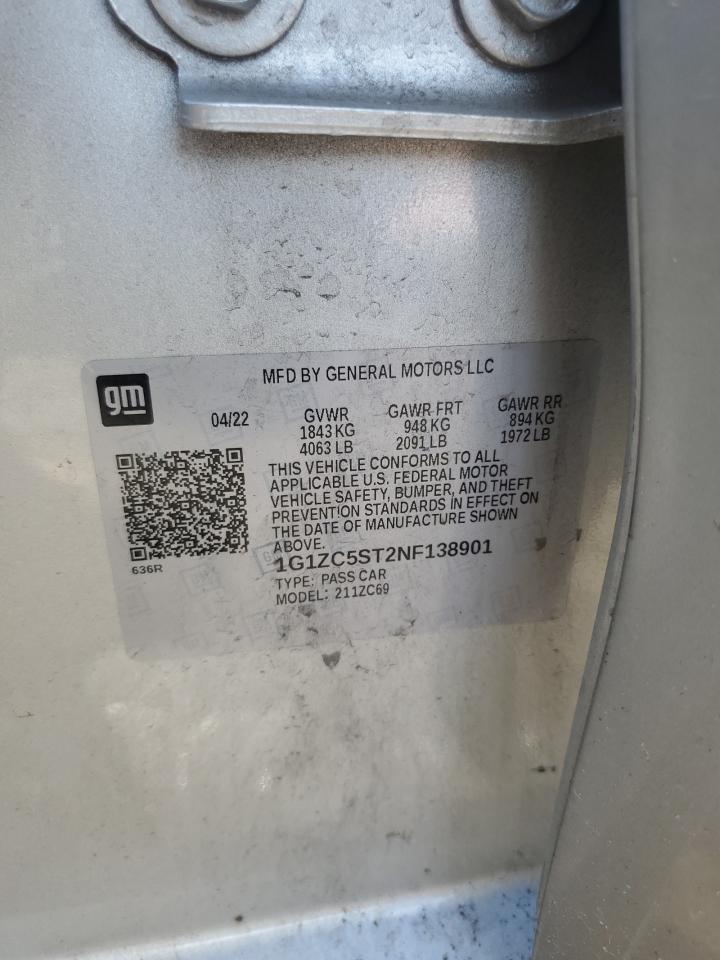 gm
MFD BY GENERAL MOTORS LLC
04/22 GVWR GAWR FRT GAWR RR
1843 KG 948 KG 894 KG
4063 LB 2091 LB 1972 LB
THIS VEHICLE CONFORMS TO ALL
APPLICABLE U.S. FEDERAL MOTOR
VEHICLE SAFETY, BUMPER, AND THEFT
PREVENTION STANDARDS IN EFFECT ON
THE DATE OF MANUFACTURE SHOWN
ABOVE.
1G1ZC5ST2NF138901
TYPE: PASS CAR
MODEL: 211ZC69
636R